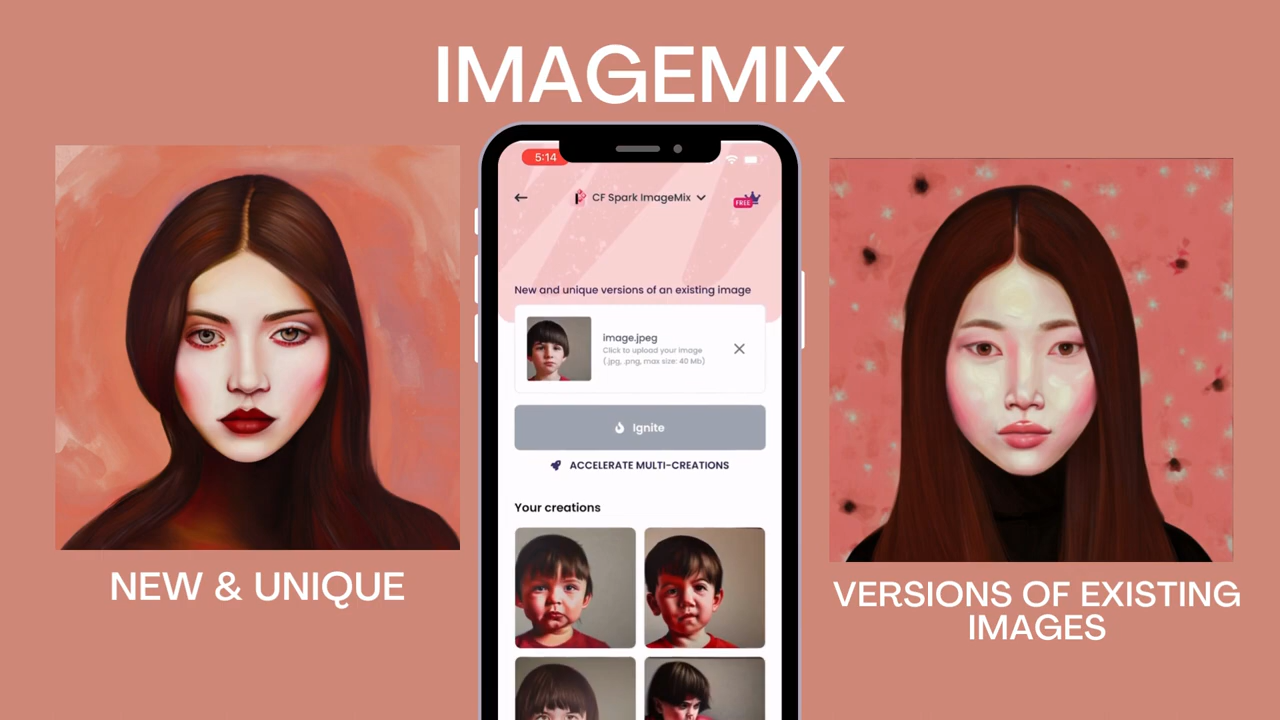 IMAGEMIX
5:14
CF Spark ImageMix
FREE
New and unique versions of an existing image
image.jpeg
Click to upload your image
(.jpg, .png, max size: 40 Mb)
Ignite
ACCELERATE MULTI-CREATIONS
Your creations
NEW & UNIQUE
VERSIONS OF EXISTING
IMAGES